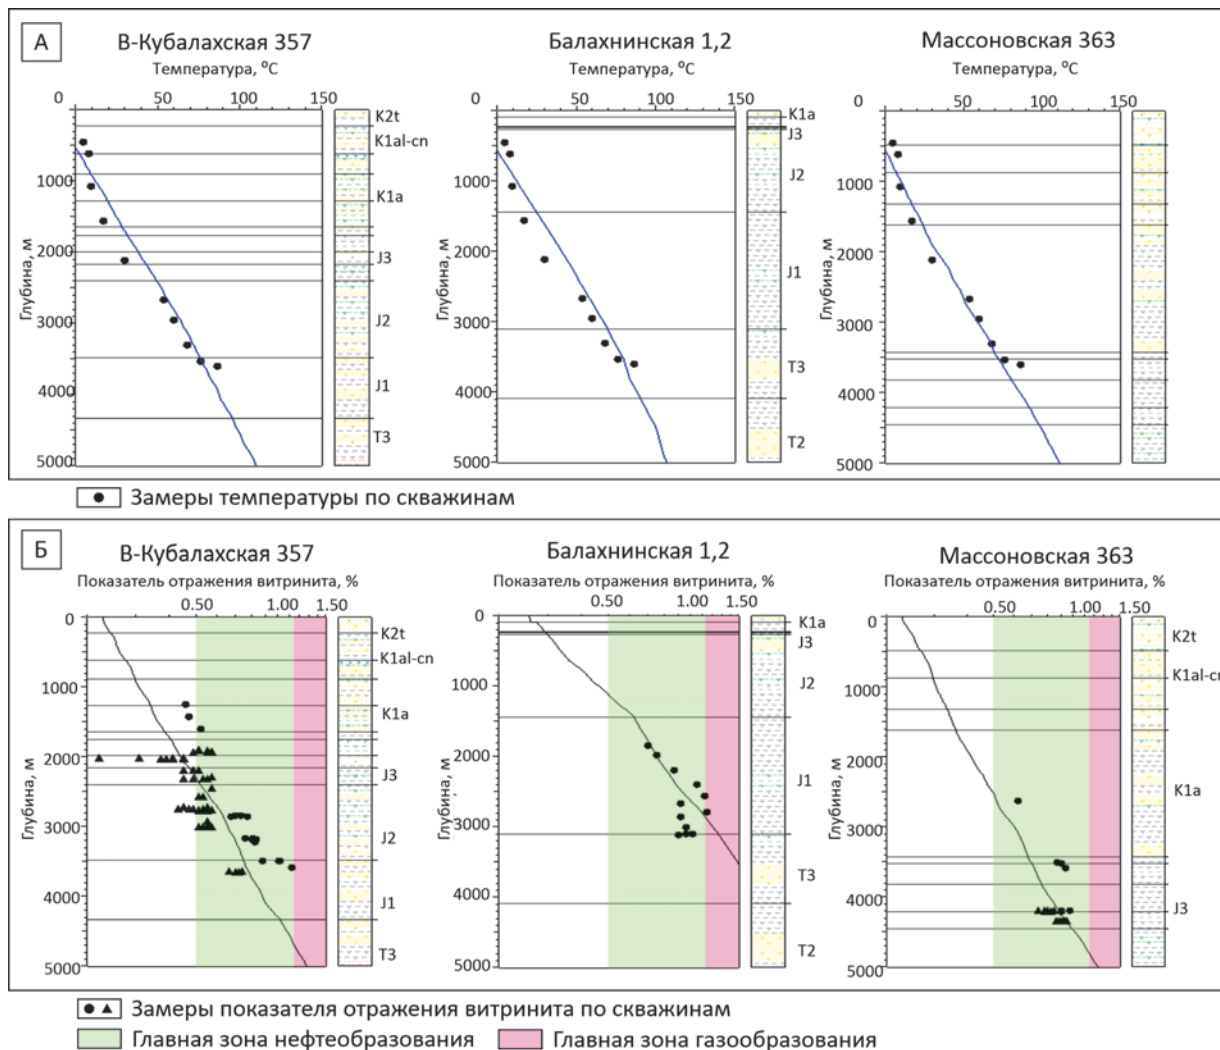 А
В-Кубалахская 357
Балахнинская 1,2
Массоновская 363
Температура, °C
Температура, °C
Температура, °C
0 50 100 150
0 50 100 150
0 50 100 150
Глубина, м
1000
2000
3000
4000
5000
K2t
K1al-cn
K1a
J3
J2
J1
T3
Глубина, м
1000
2000
3000
4000
5000
K1a
J3
J2
J1
T3
T2
Глубина, м
1000
2000
3000
4000
5000
Замеры температуры по скважинам
Б
В-Кубалахская 357
Балахнинская 1,2
Массоновская 363
Показатель отражения витринита, %
Показатель отражения витринита, %
Показатель отражения витринита, %
0.50 1.00 1.50
0.50 1.00 1.50
0.50 1.00 1.50
Глубина, м
0
1000
2000
3000
4000
5000
K2t
K1al-cn
K1a
J3
J2
J1
T3
Глубина, м
0
1000
2000
3000
4000
5000
K1a
J3
J2
J1
T3
T2
Глубина, м
0
1000
2000
3000
4000
5000
K2t
K1al-cn
K1a
J3
Замеры показателя отражения витринита по скважинам
Главная зона нефтеобразования
Главная зона газообразования